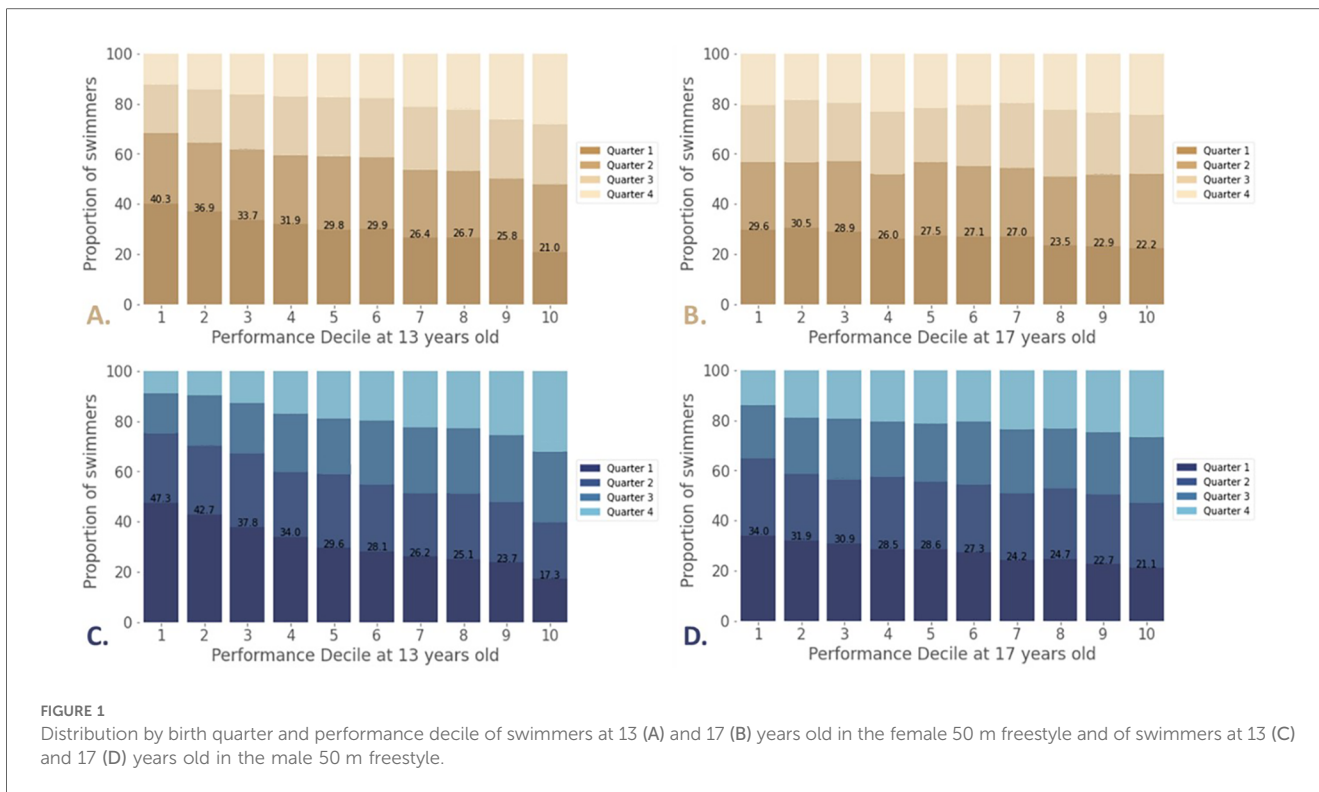 100
80
60
40
20
0
Proportion of swimmers
40.3
36.9
33.7
31.9
29.8
29.9
26.4
26.7
25.8
21.0
1 2 3 4 5 6 7 8 9 10
Performance Decile at 13 years old
A.
Quarter 1
Quarter 2
Quarter 3
Quarter 4
100
80
60
40
20
0
Proportion of swimmers
29.6
30.5
28.9
26.0
27.5
27.1
27.0
23.5
22.9
22.2
1 2 3 4 5 6 7 8 9 10
Performance Decile at 17 years old
B.
Quarter 1
Quarter 2
Quarter 3
Quarter 4
100
80
60
40
20
0
Proportion of swimmers
47.3
42.7
37.8
34.0
29.6
28.1
26.2
25.1
23.7
17.3
1 2 3 4 5 6 7 8 9 10
Performance Decile at 13 years old
C.
Quarter 1
Quarter 2
Quarter 3
Quarter 4
100
80
60
40
20
0
Proportion of swimmers
34.0
31.9
30.9
28.5
28.6
27.3
24.2
24.7
22.7
21.1
1 2 3 4 5 6 7 8 9 10
Performance Decile at 17 years old
D.
Quarter 1
Quarter 2
Quarter 3
Quarter 4
FIGURE 1
Distribution by birth quarter and performance decile of swimmers at 13 (A) and 17 (B) years old in the female 50 m freestyle and of swimmers at 13 (C)
and 17 (D) years old in the male 50 m freestyle.